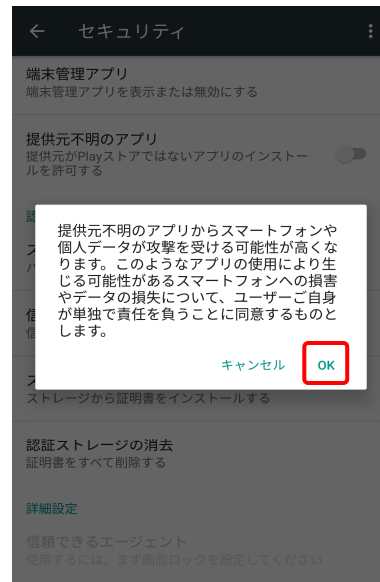 セキュリティ
端末管理アプリ
端末管理アプリを表示または無効にする
提供元不明のアプリ
提供元がPlayストアではないアプリのインストー
ルを許可する
提供元不明のアプリからスマートフォンや
個人データが攻撃を受ける可能性が高くな
ります。このようなアプリの使用により生
じる可能性があるスマートフォンへの損害
やデータの損失について、ユーザーご自身
が単独で責任を負うことに同意するものと
します。
キャンセル OK
ストレージから証明書をインストールする
認証ストレージの消去
証明書をすべて削除する
詳細設定
信頼できるエージェント
使用するには、まず画面ロックを設定してください